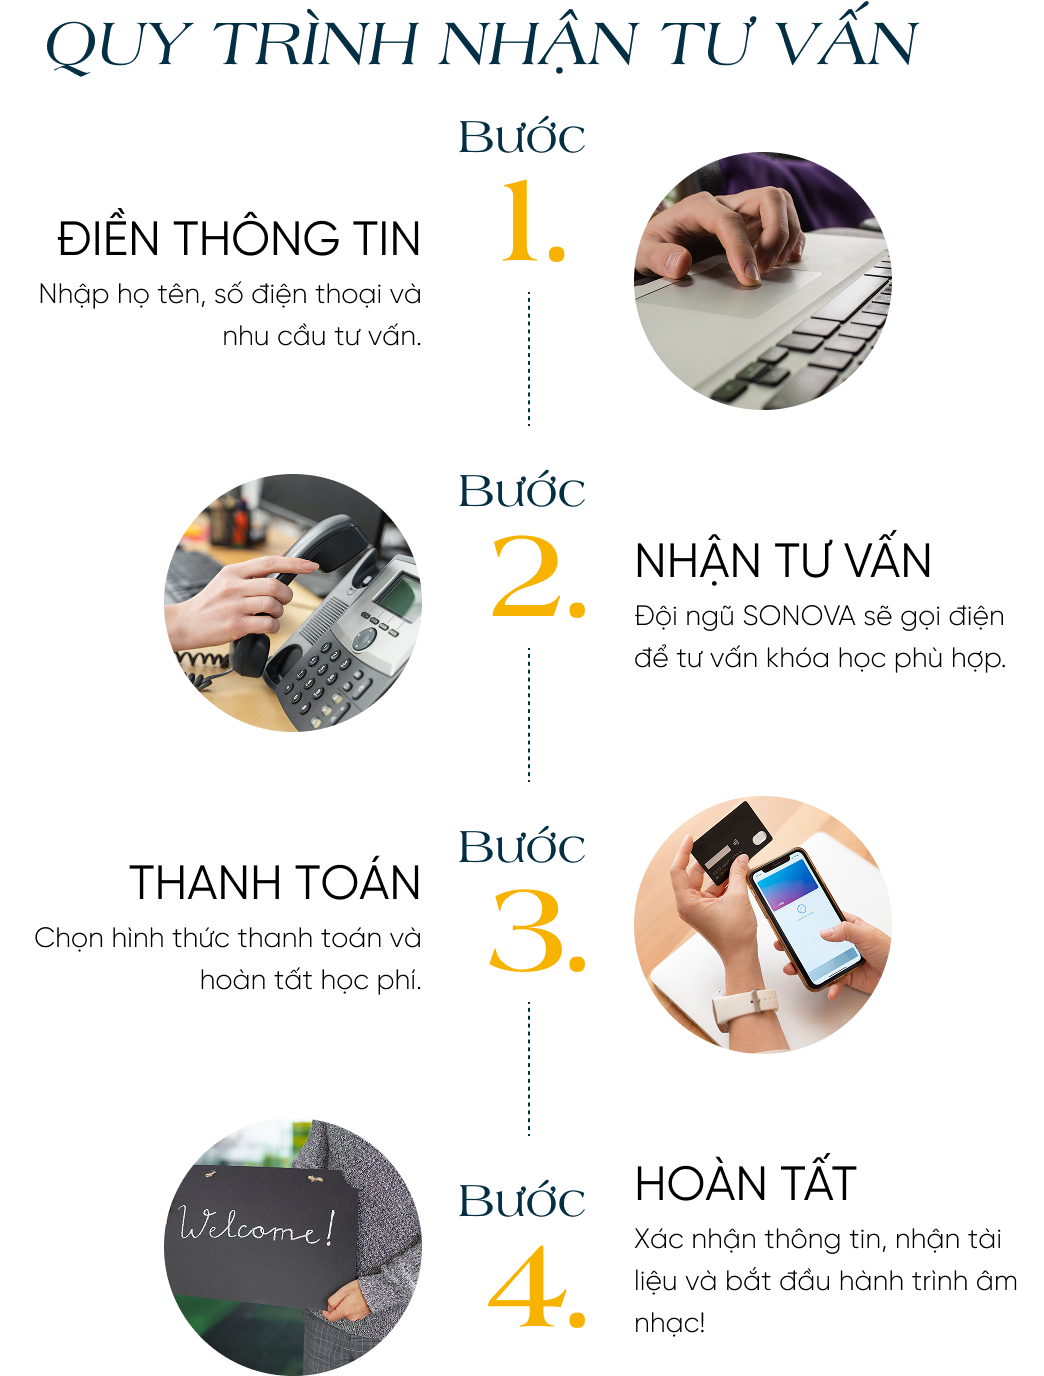 QUY TRÌNH NHẬN TƯ VẤN
Bước
1.
ĐIỀN THÔNG TIN
Nhập họ tên, số điện thoại và
nhu cầu tư vấn.
Bước
2.
NHẬN TƯ VẤN
Đội ngũ SONOVA sẽ gọi điện
để tư vấn khóa học phù hợp.
Bước
3.
THANH TOÁN
Chọn hình thức thanh toán và
hoàn tất học phí.
Bước
4.
Welcome!
HOÀN TẤT
Xác nhận thông tin, nhận tài
liệu và bắt đầu hành trình âm
nhạc!